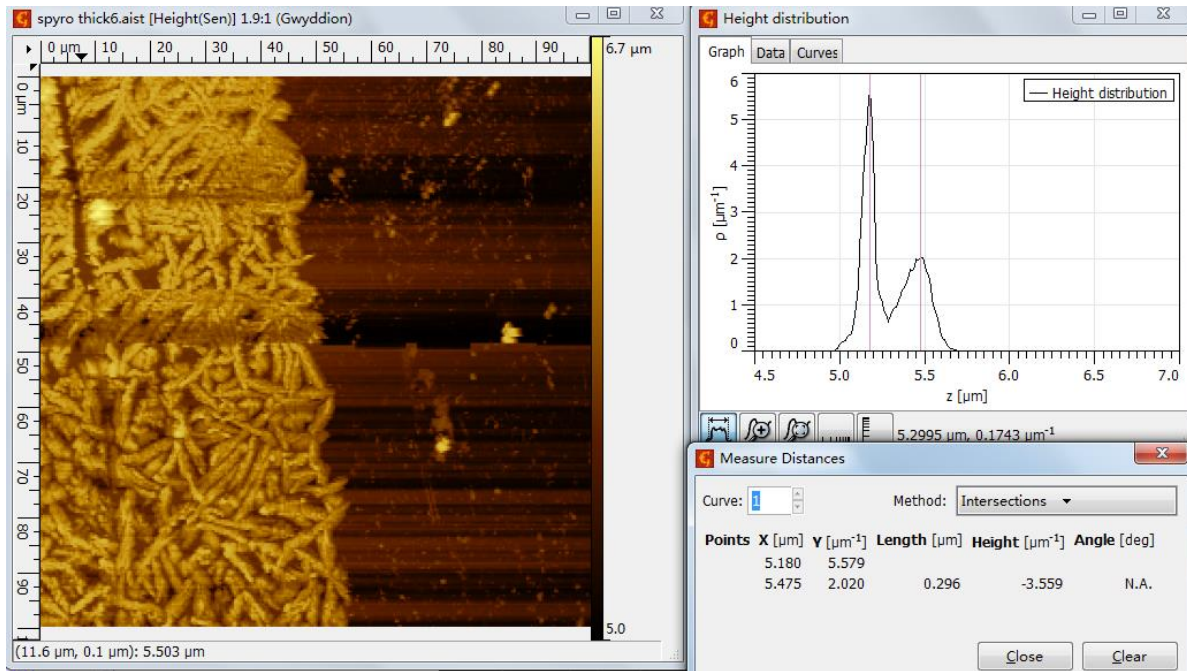 spyro thick6.aist [Height(Sen)] 1.9:1 (Gwyddion)
0 µm 10 20 30 40 50 60 70 80 90
6.7 µm
0 µm
10
20
30
40
50
60
70
80
90
5.0
(11.6 µm, 0.1 µm): 5.503 µm
Height distribution
Graph Data Curves
Height distribution
6
5
4
3
2
1
0
ρ [µm⁻¹]
4.5 5.0 5.5 6.0 6.5 7.0
z [µm]
5.2995 µm, 0.1743 µm⁻¹
Measure Distances
Curve: 1 Method: Intersections
Points X [µm] Y [µm⁻¹] Length [µm] Height [µm⁻¹] Angle [deg]
5.180 5.579
5.475 2.020 0.296 -3.559 N.A.
Close Clear